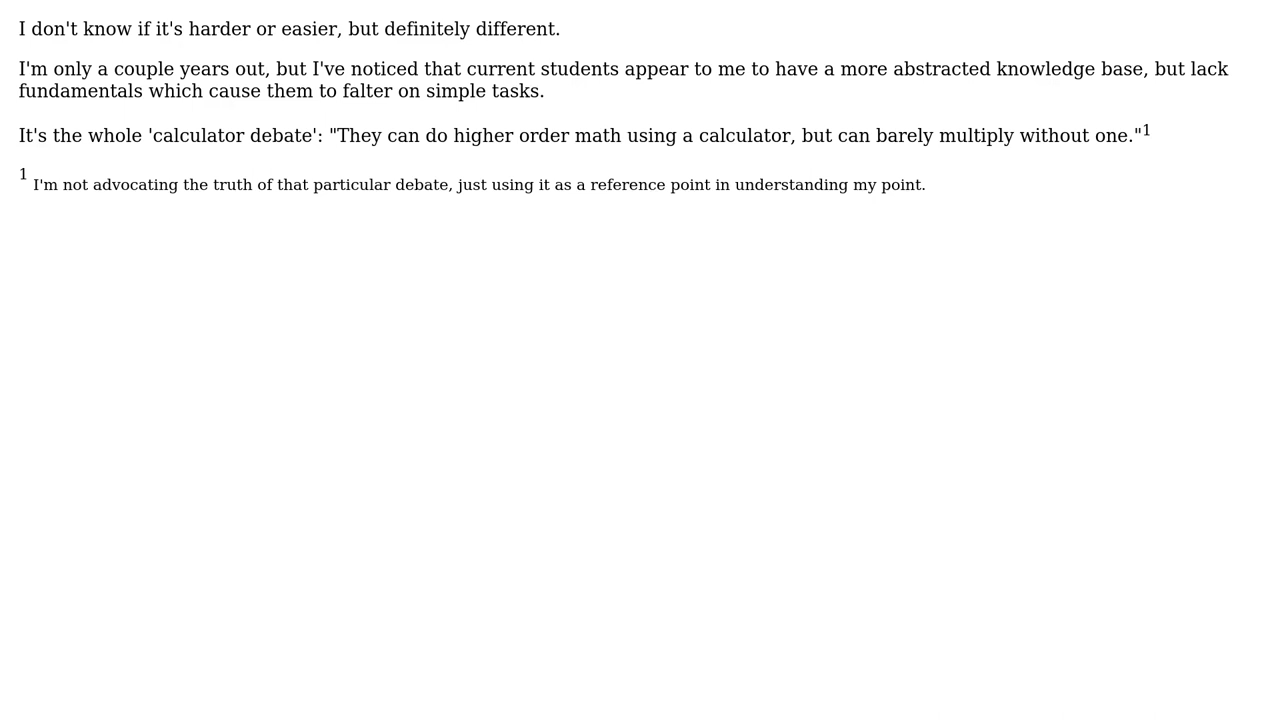 I don't know if it's harder or easier, but definitely different.
I'm only a couple years out, but I've noticed that current students appear to me to have a more abstracted knowledge base, but lack
fundamentals which cause them to falter on simple tasks.
It's the whole 'calculator debate': "They can do higher order math using a calculator, but can barely multiply without one."1
1 I'm not advocating the truth of that particular debate, just using it as a reference point in understanding my point.